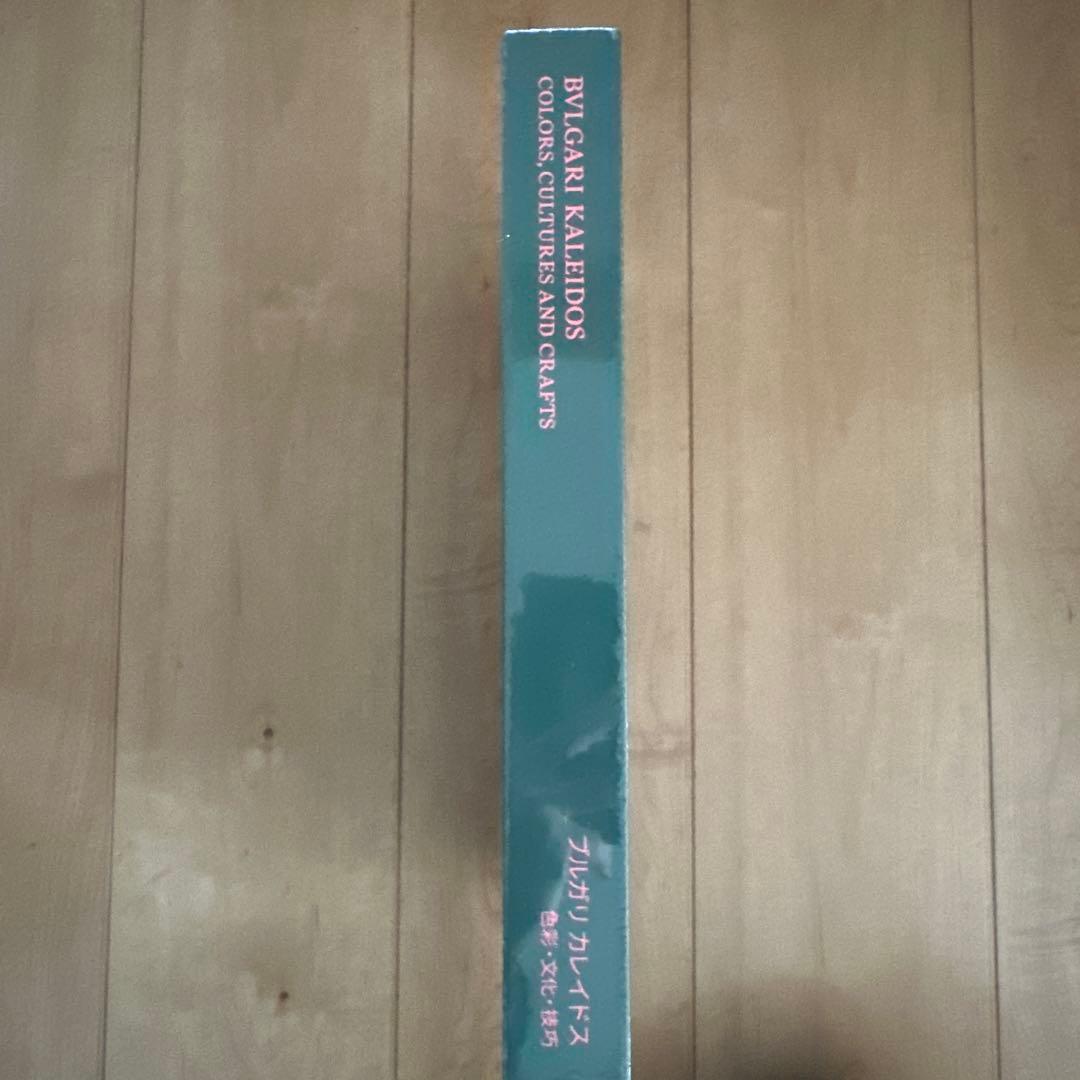 BVLGARI KALEIDOS
COLORS, CULTURES AND CRAFTS
ブルガリ カレイドス
色彩・文化・技巧